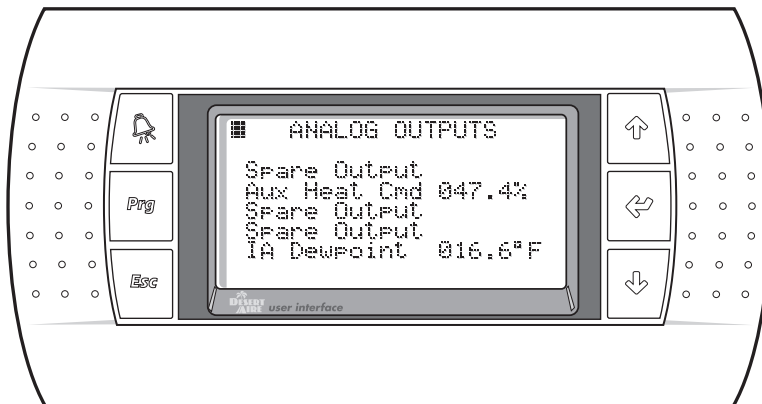 ANALOG OUTPUTS
Spare Output
Aux Heat Cmd 047.4%
Spare Output
Spare Output
IA Dewpoint 016.6°F
Prg
Esc
DESERT AIRE user interface